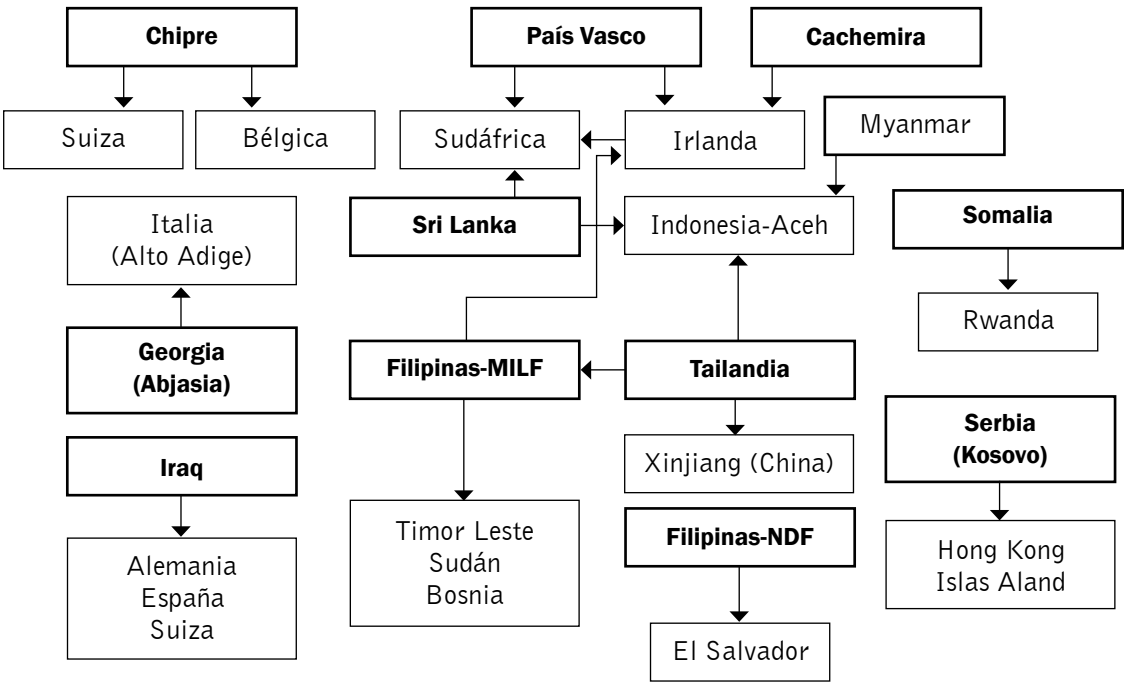 Chipre
País Vasco
Cachemira
Suiza
Bélgica
Sudáfrica
Irlanda
Myanmar
Italia
(Alto Adige)
Sri Lanka
Indonesia-Aceh
Somalia
Rwanda
Georgia
(Abjasia)
Filipinas-MILF
Tailandia
Serbia
(Kosovo)
Iraq
Xinjiang (China)
Timor Leste
Sudán
Bosnia
Filipinas-NDF
Hong Kong
Islas Aland
Alemania
España
Suiza
El Salvador